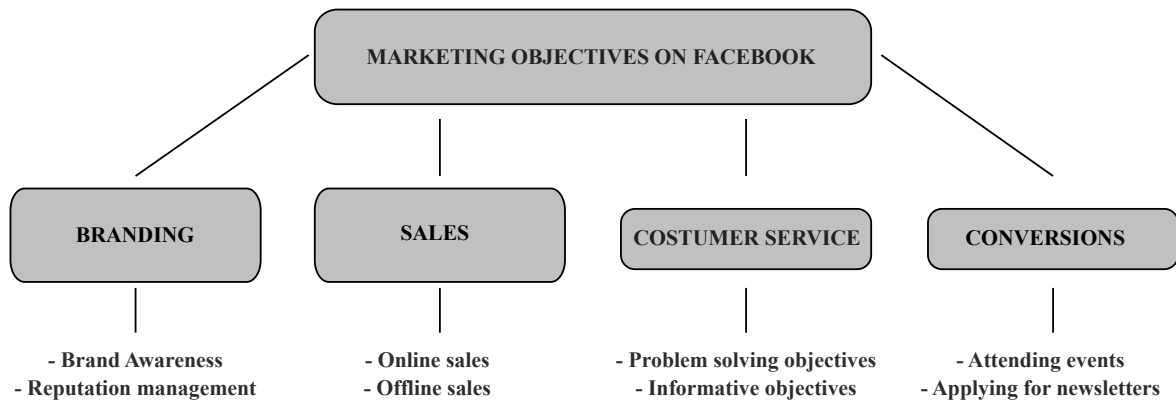 MARKETING OBJECTIVES ON FACEBOOK
BRANDING
SALES
COSTUMER SERVICE
CONVERSIONS
- Brand Awareness
- Reputation management
- Online sales
- Offline sales
- Problem solving objectives
- Informative objectives
- Attending events
- Applying for newsletters